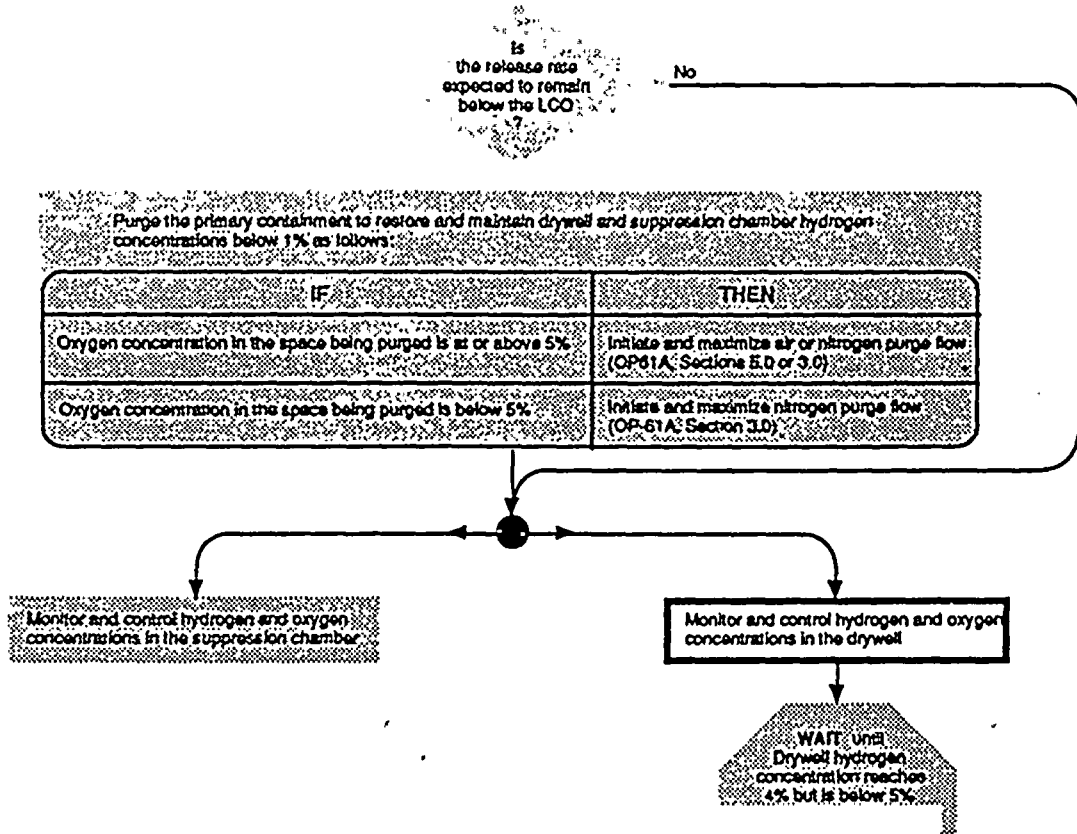 Is
the release rate
expected to remain
below the LCO
?
No
Purge the primary containment to restore and maintain drywell and suppression chamber hydrogen
concentrations below 1% as follows:
IF
THEN
Oxygen concentration in the space being purged is at or above 5%
Initiate and maximize air or nitrogen purge flow
(OP-61A, Sections 5.0 or 3.0)
Oxygen concentration in the space being purged is below 5%
Initiate and maximize nitrogen purge flow
(OP-61A, Section 3.0)
Monitor and control hydrogen and oxygen
concentrations in the suppression chamber
Monitor and control hydrogen and oxygen
concentrations in the drywell
WAIT until
Drywell hydrogen
concentration reaches
4% but is below 5%